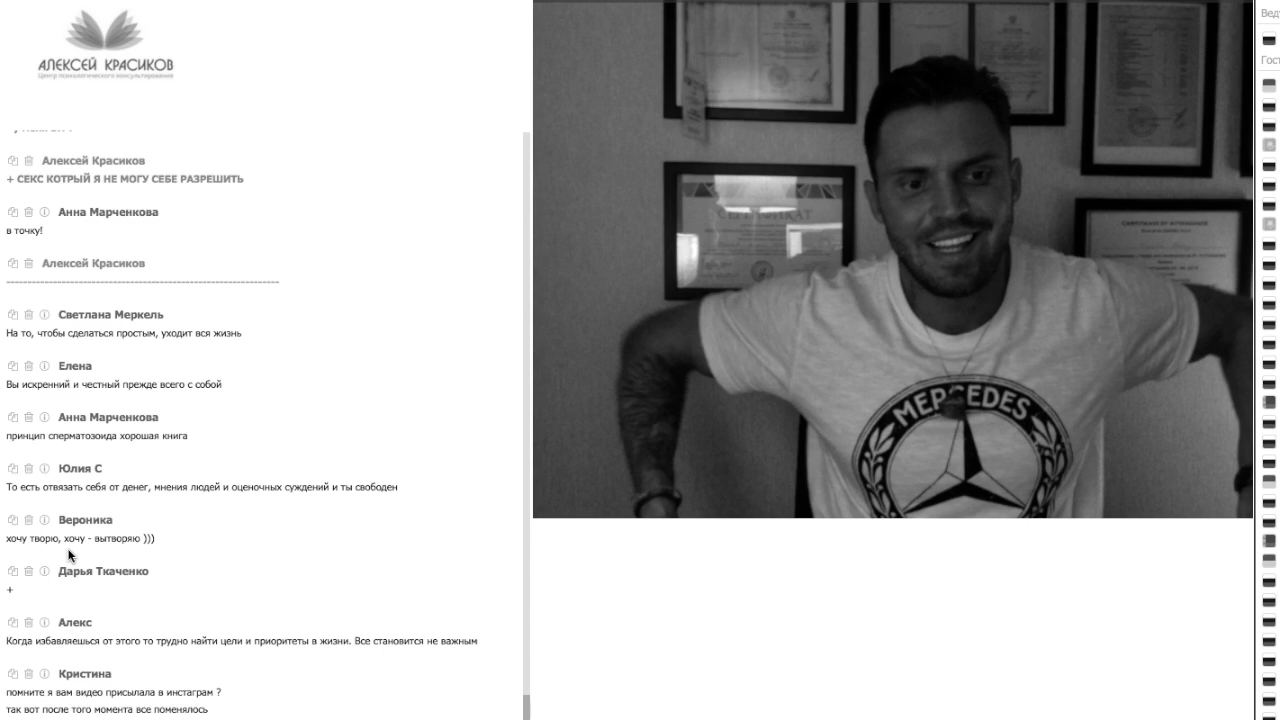 АЛЕКСЕЙ КРАСИКОВ
Центр психологического консультирования
Алексей Красиков
+ СЕКС КОТРЫЙ Я НЕ МОГУ СЕБЕ РАЗРЕШИТЬ
Анна Марченкова
в точку!
Алексей Красиков
Светлана Меркель
На то, чтобы сделаться простым, уходит вся жизнь
Елена
Вы искренний и честный прежде всего с собой
Анна Марченкова
принцип сперматозоида хорошая книга
Юлия С
То есть отвязать себя от денег, мнения людей и оценочных суждений и ты свободен
Вероника
хочу творю, хочу - вытворяю )))
Дарья Ткаченко
+
Алекс
Когда избавляешься от этого то трудно найти цели и приоритеты в жизни. Все становится не важным
Кристина
помните я вам видео присылала в инстаграм ?
так вот после того момента все поменялось
СЕРТИФИКАТ
MERCEDES
Вед
Гост